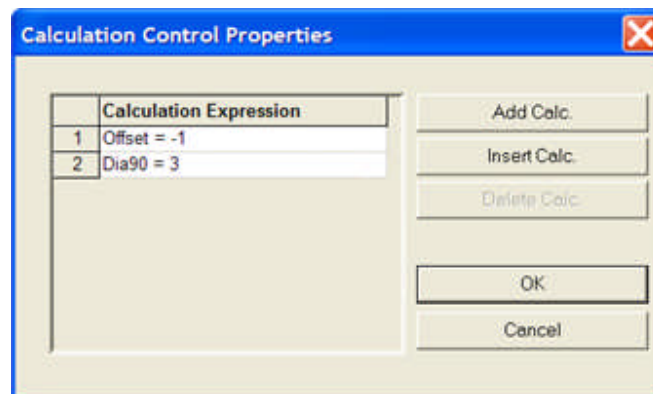 Calculation Control Properties
Calculation Expression
1 Offset = -1
2 Dia90 = 3
Add Calc.
Insert Calc.
Delete Calc.
OK
Cancel